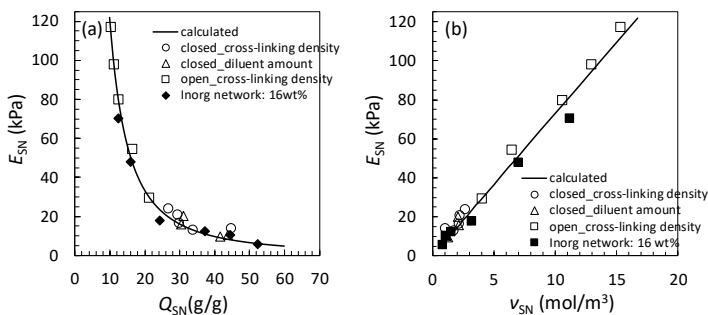 (a)
calculated
closed_cross-linking density
closed_diluent amount
open_cross-linking density
Inorg network: 16wt%
E_SN (kPa)
120
100
80
60
40
20
0
0 10 20 30 40 50 60 70
Q_SN(g/g)
(b)
calculated
closed_cross-linking density
closed_diluent amount
open_cross-linking density
Inorg network: 16 wt%
E_SN (kPa)
120
100
80
60
40
20
0
0 5 10 15 20
ν_SN (mol/m³)